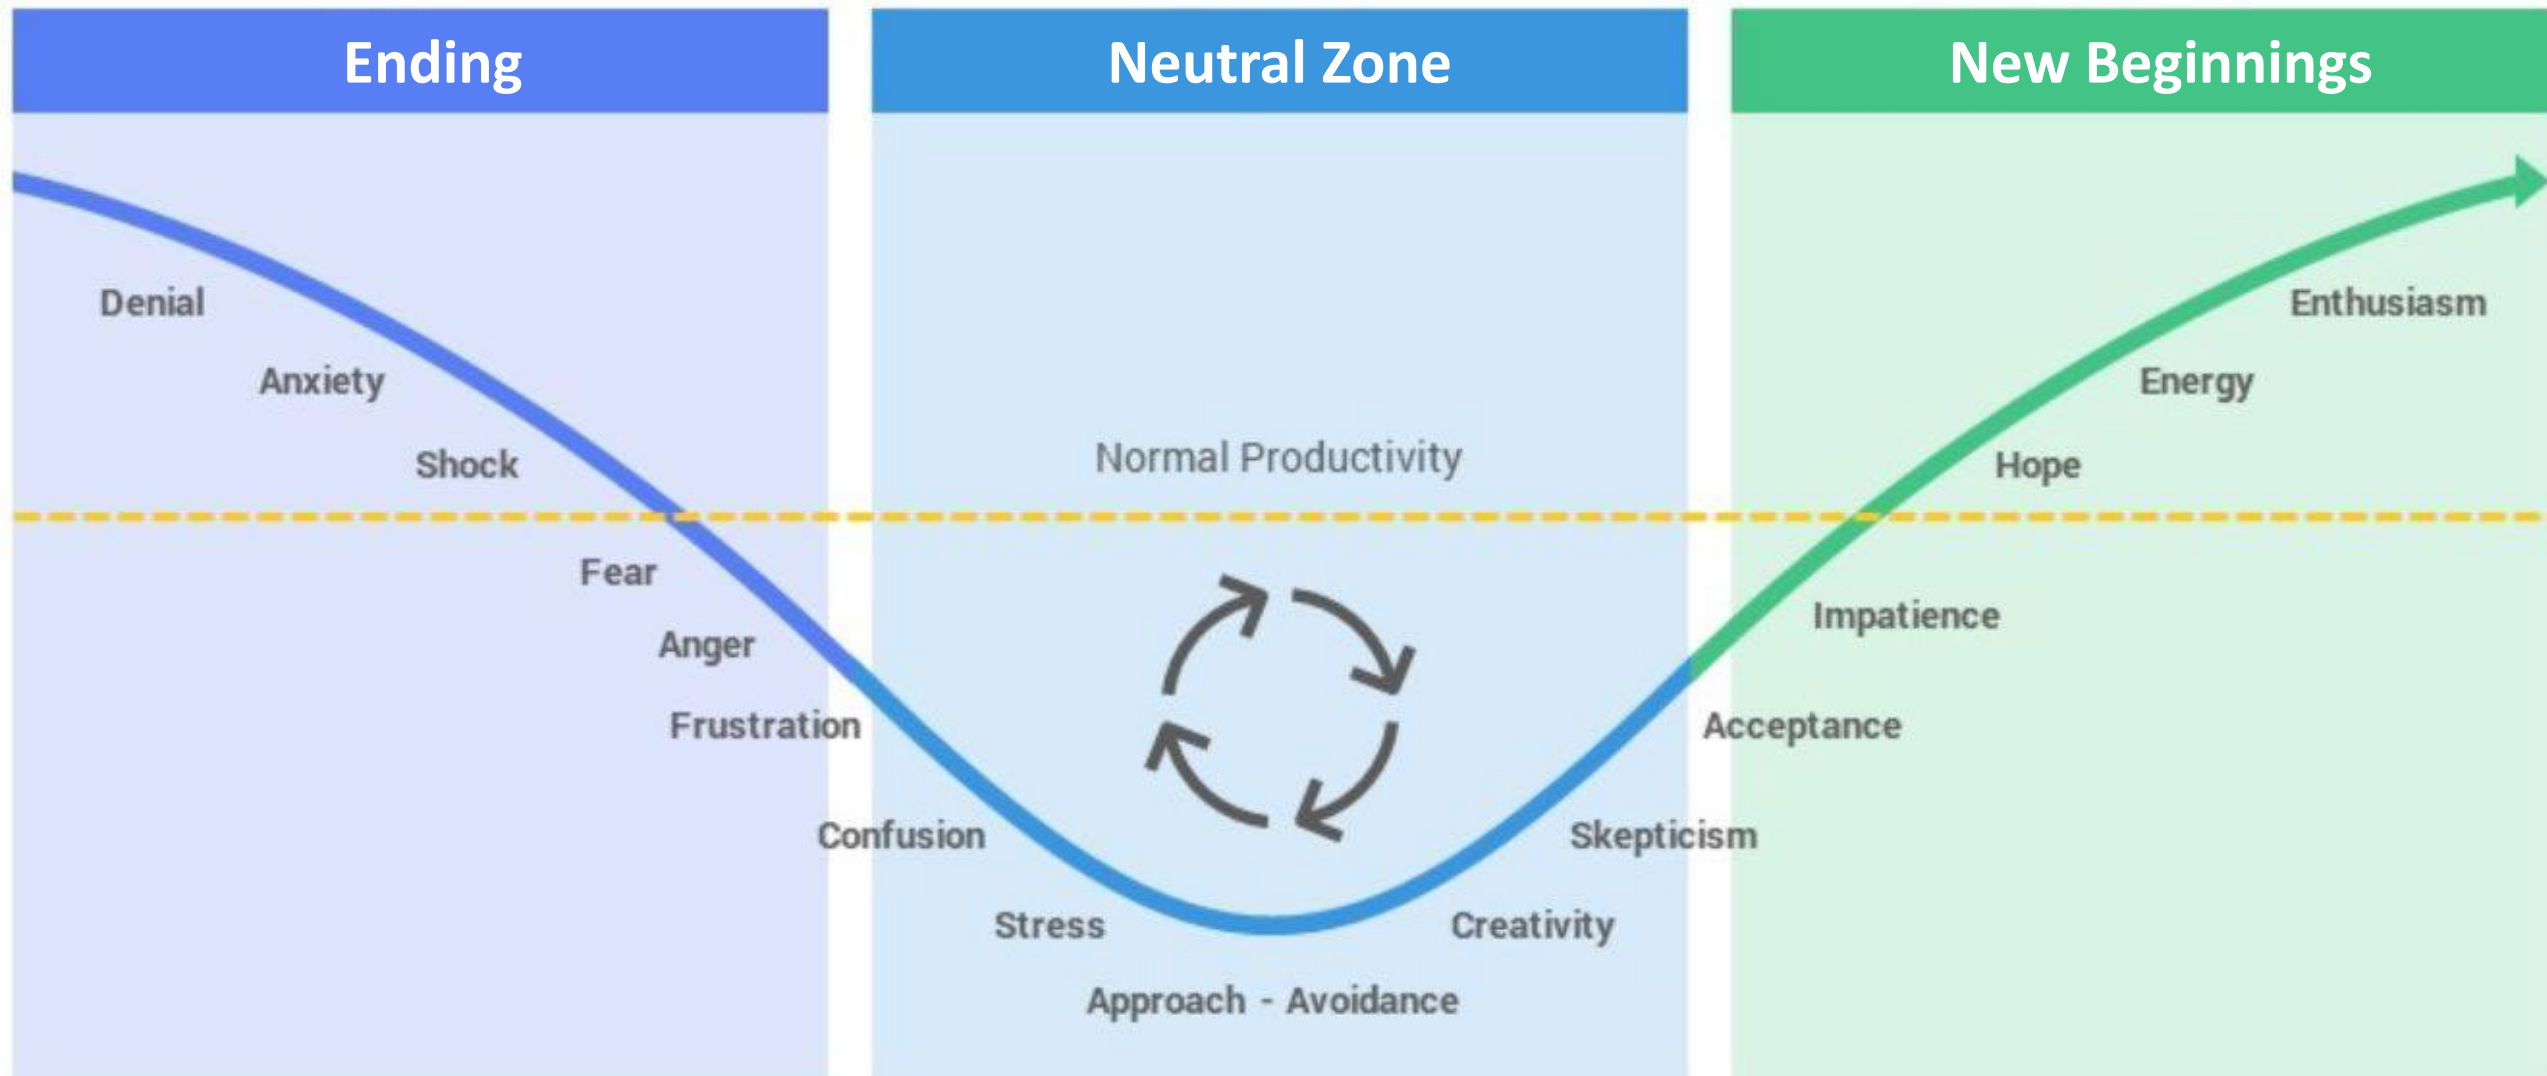 Ending
Neutral Zone
New Beginnings
Denial
Anxiety
Shock
Fear
Anger
Frustration
Normal Productivity
Confusion
Stress
Approach - Avoidance
Creativity
Skepticism
Acceptance
Impatience
Hope
Energy
Enthusiasm